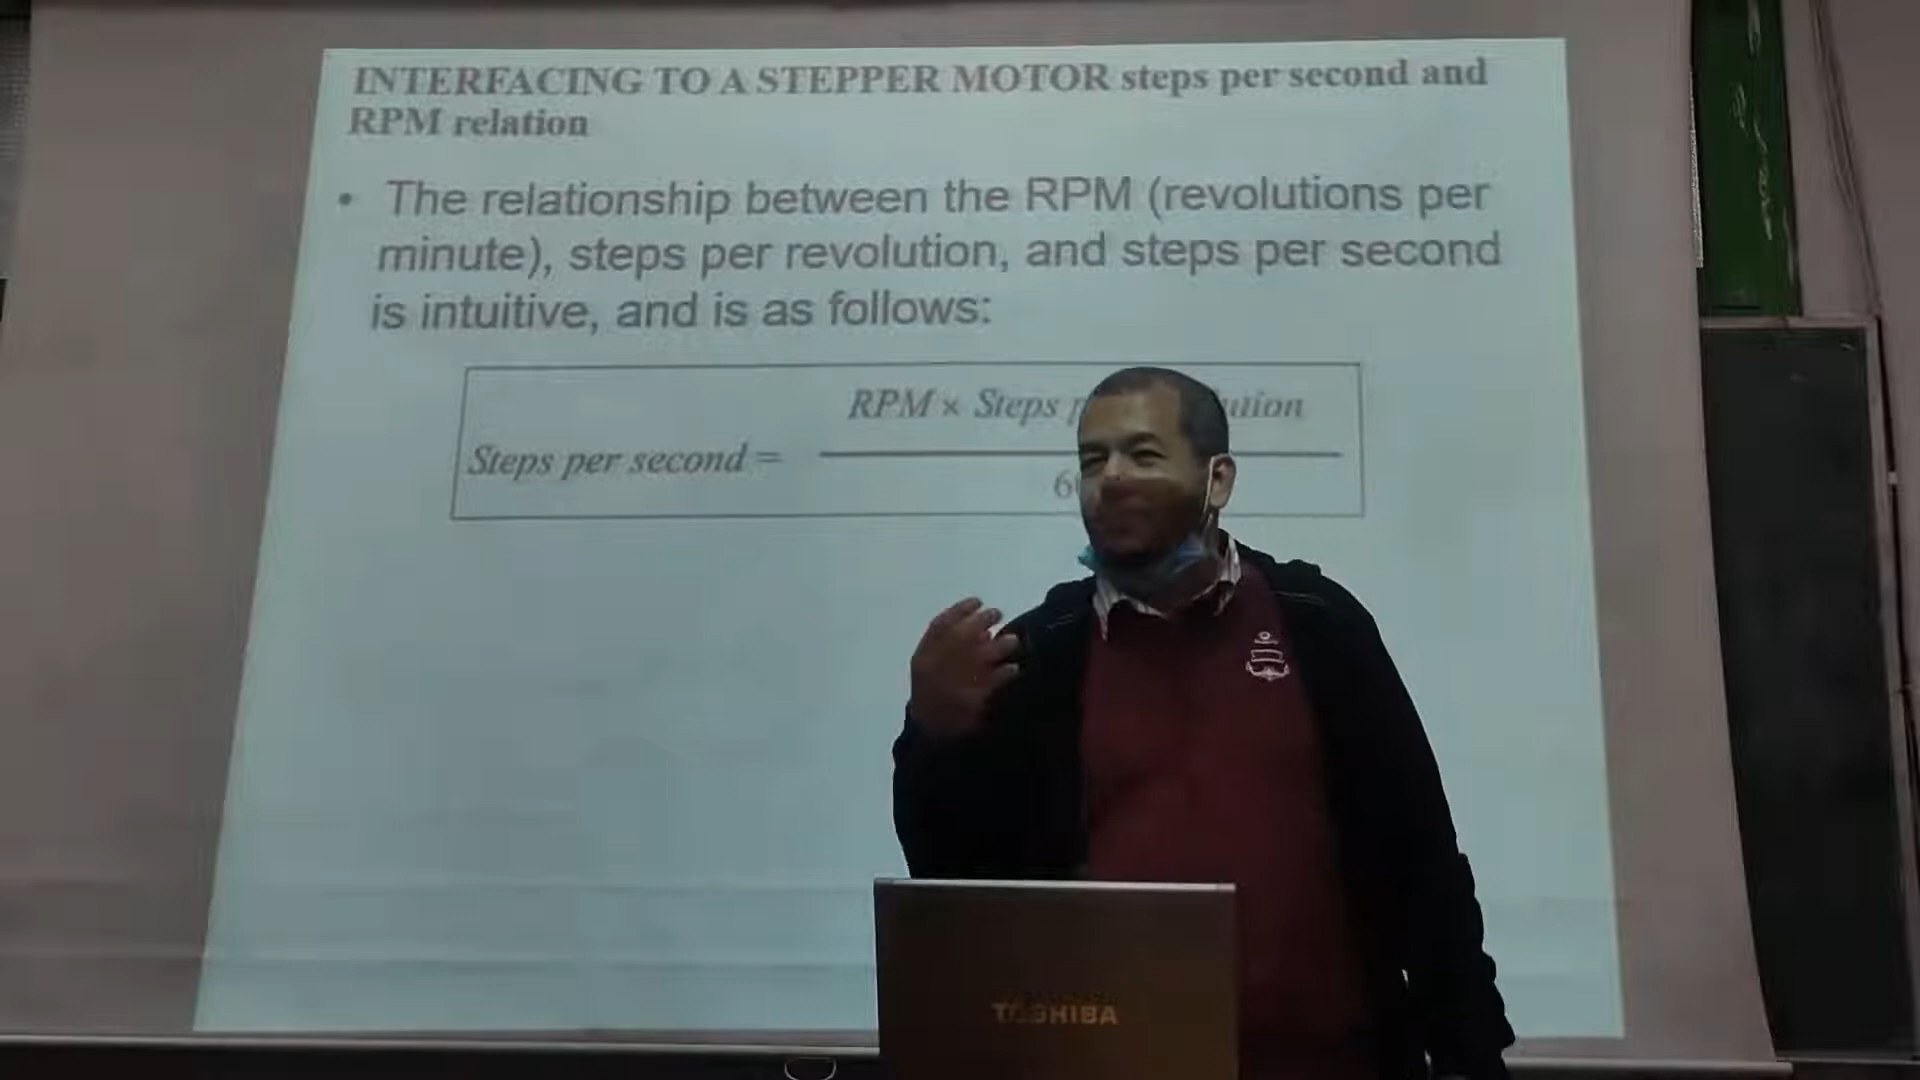 INTERFACING TO A STEPPER MOTOR steps per second and
RPM relation
• The relationship between the RPM (revolutions per
minute), steps per revolution, and steps per second
is intuitive, and is as follows:
RPM × Steps
Steps per second =
TOSHIBA